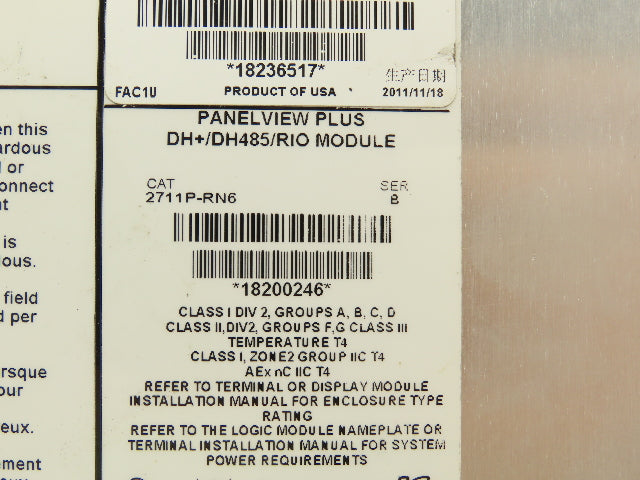 *18236517*
生产日期
FAC1U PRODUCT OF USA 2011/11/18
PANELVIEW PLUS
DH+/DH485/RIO MODULE
CAT SER
2711P-RN6 B
*18200246*
CLASS I DIV 2, GROUPS A, B, C, D
CLASS II,DIV2, GROUPS F,G CLASS III
TEMPERATURE T4
CLASS I, ZONE2 GROUP IIC T4
AEx nC IIC T4
REFER TO TERMINAL OR DISPLAY MODULE
INSTALLATION MANUAL FOR ENCLOSURE TYPE
RATING
REFER TO THE LOGIC MODULE NAMEPLATE OR
TERMINAL INSTALLATION MANUAL FOR SYSTEM
POWER REQUIREMENTS
en this
ardous
or
onnect
is
ous.
field
per
rsque
our
eux.
ement